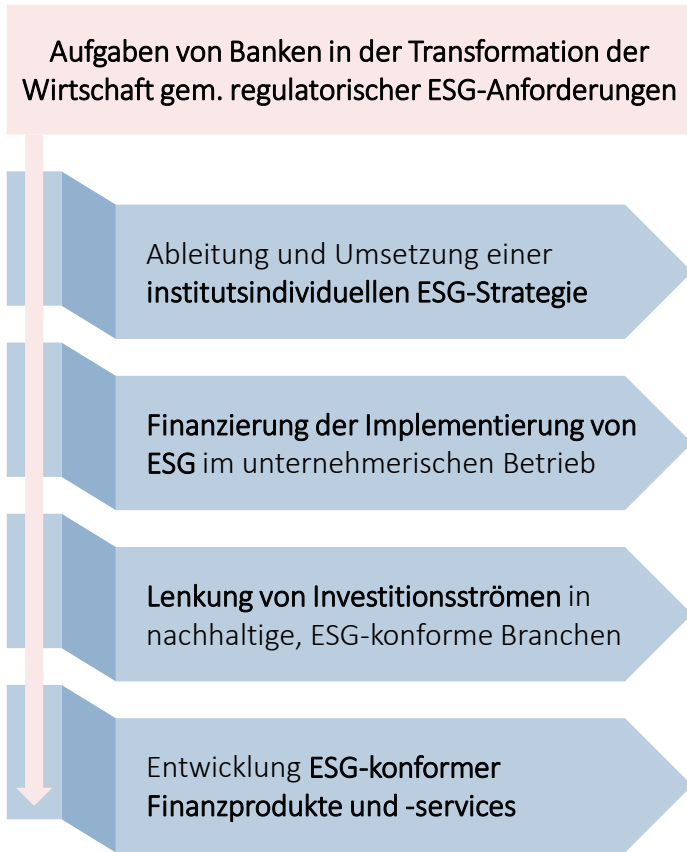 Aufgaben von Banken in der Transformation der
Wirtschaft gem. regulatorischer ESG-Anforderungen
Ableitung und Umsetzung einer
institutsindividuellen ESG-Strategie
Finanzierung der Implementierung von
ESG im unternehmerischen Betrieb
Lenkung von Investitionsströmen in
nachhaltige, ESG-konforme Branchen
Entwicklung ESG-konformer
Finanzprodukte und -services